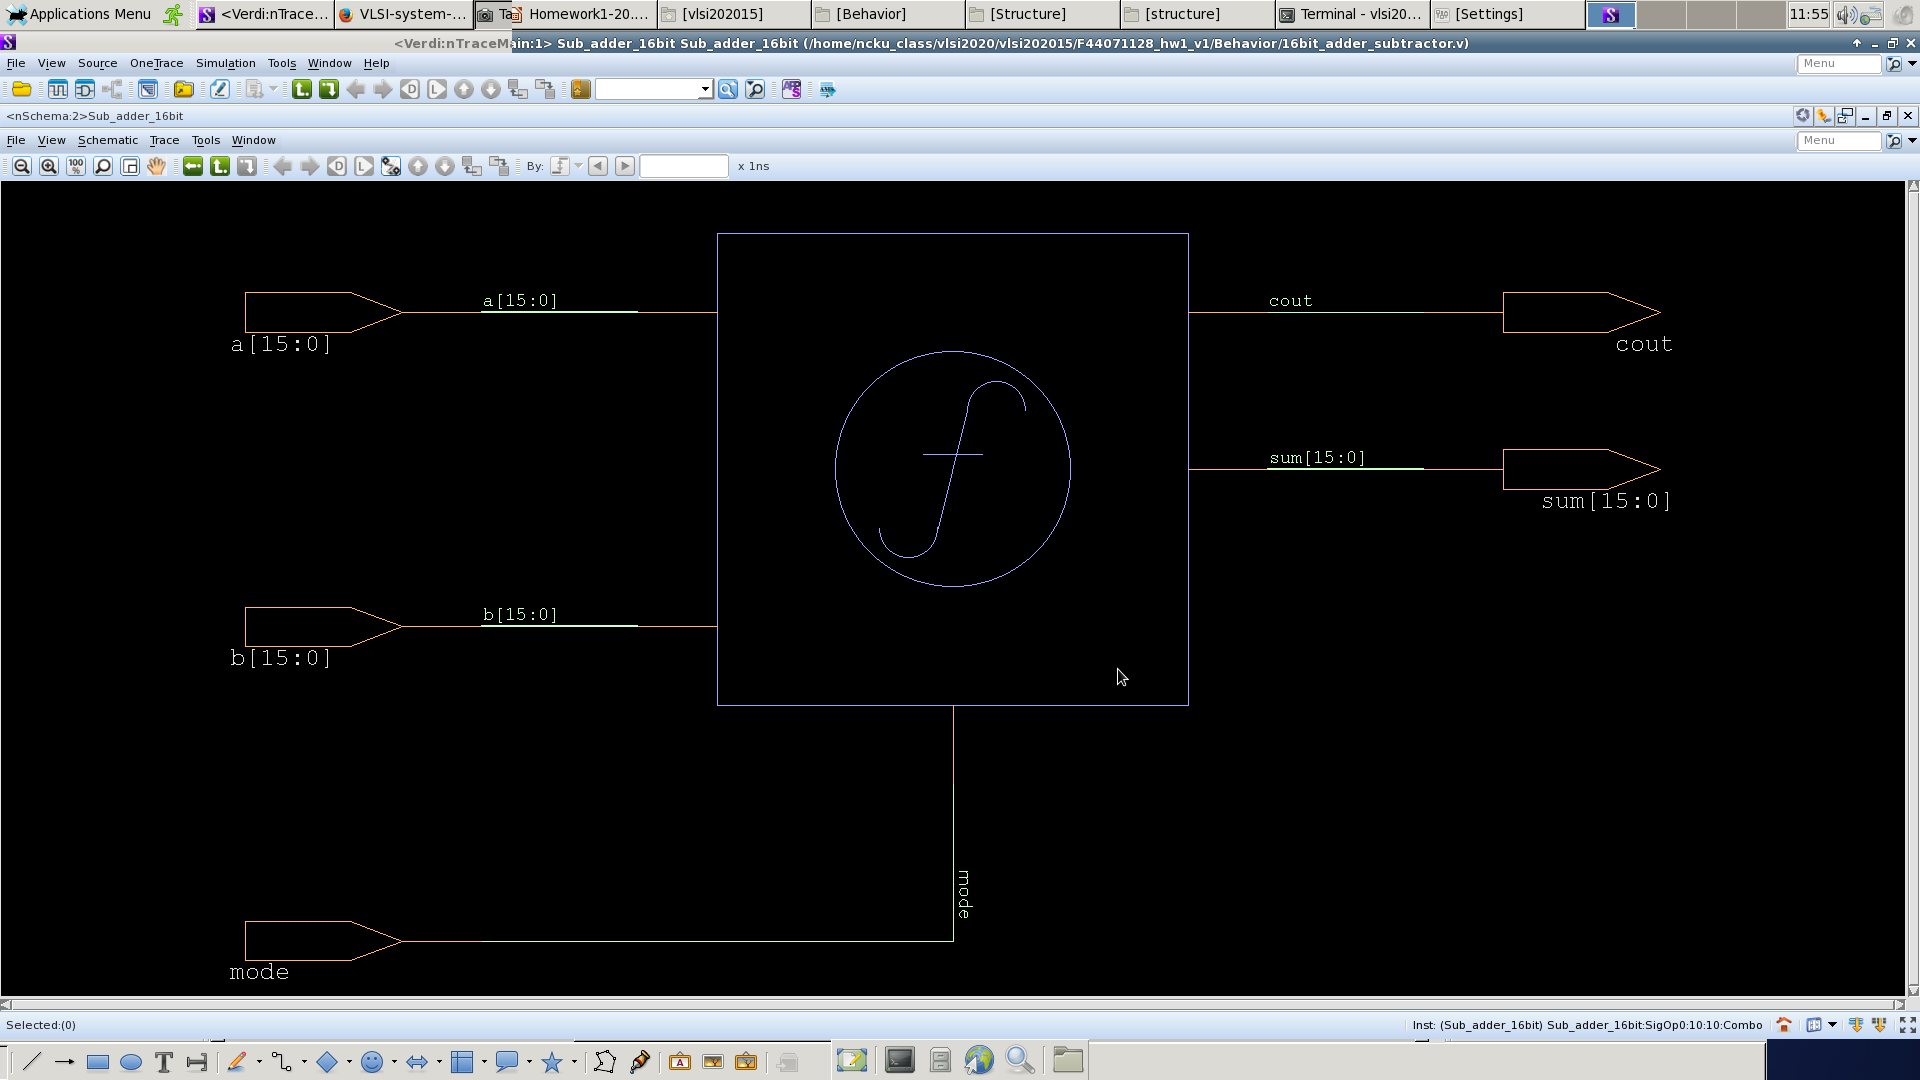 Applications Menu
<Verdi:nTrace...
VLSI-system-...
Ta
Homework1-20....
[vlsi202015]
[Behavior]
[Structure]
[structure]
Terminal - vlsi20...
[Settings]
11:55
<Verdi:nTraceMain:1> Sub_adder_16bit Sub_adder_16bit (/home/ncku_class/vlsi2020/vlsi202015/F44071128_hw1_v1/Behavior/16bit_adder_subtractor.v)
File View Source OneTrace Simulation Tools Window Help
Menu
<nSchema:2>Sub_adder_16bit
File View Schematic Trace Tools Window
Menu
100 %
By:
x 1ns
a[15:0]
a[15:0]
cout
cout
sum[15:0]
sum[15:0]
b[15:0]
b[15:0]
mode
mode
Selected:(0)
Inst: (Sub_adder_16bit) Sub_adder_16bit:SigOp0:10:10:Combo